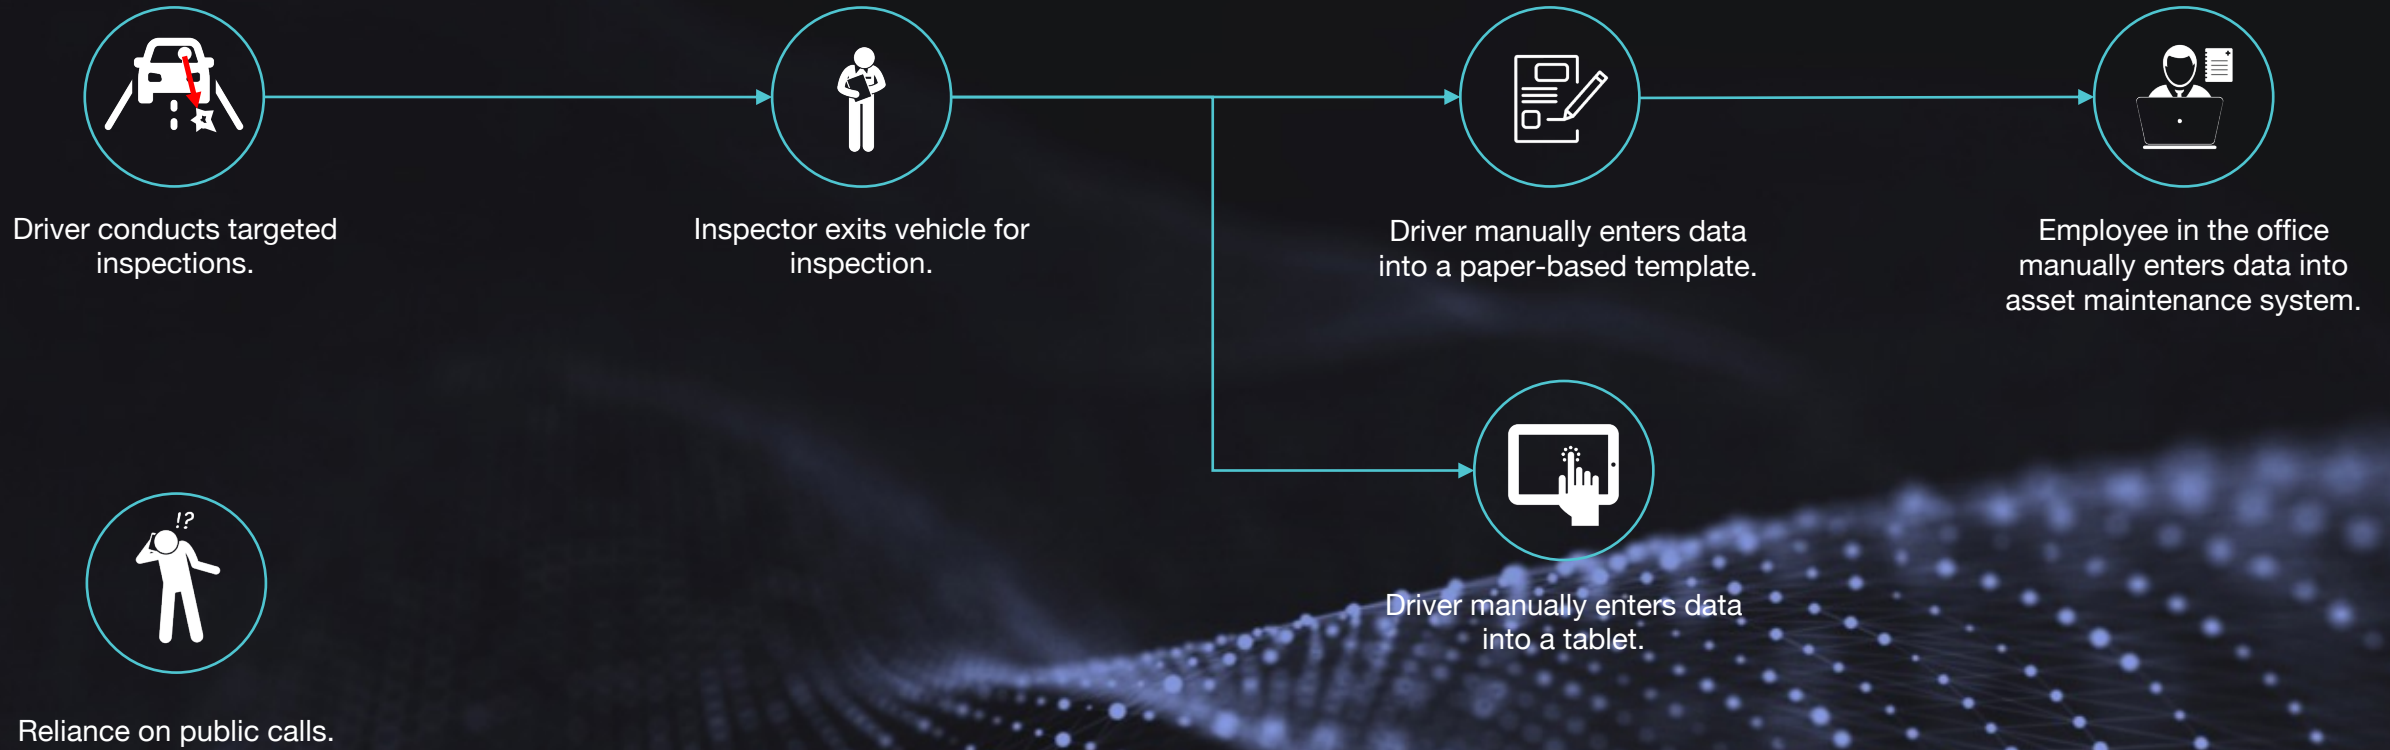 Driver conducts targeted
inspections.
Inspector exits vehicle for
inspection.
Driver manually enters data
into a paper-based template.
Employee in the office
manually enters data into
asset maintenance system.
!?
Driver manually enters data
into a tablet.
Reliance on public calls.